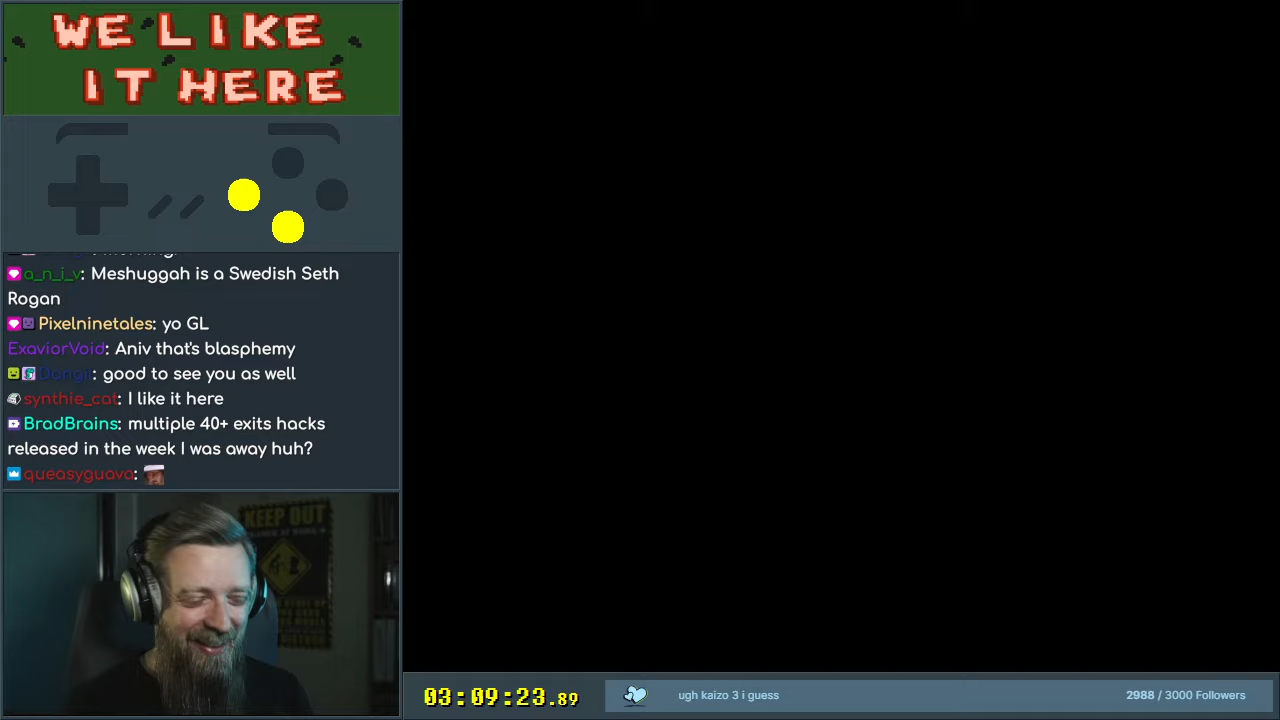 WE LIKE
IT HERE
a_n_i_v: Meshuggah is a Swedish Seth
Rogan
Pixelninetales: yo GL
ExaviorVoid: Aniv that's blasphemy
: good to see you as well
synthie_cat: I like it here
BradBrains: multiple 40+ exits hacks
released in the week I was away huh?
queasyguava:
KEEP OUT
03:09:23.89
ugh kaizo 3 i guess
2988 / 3000 Followers